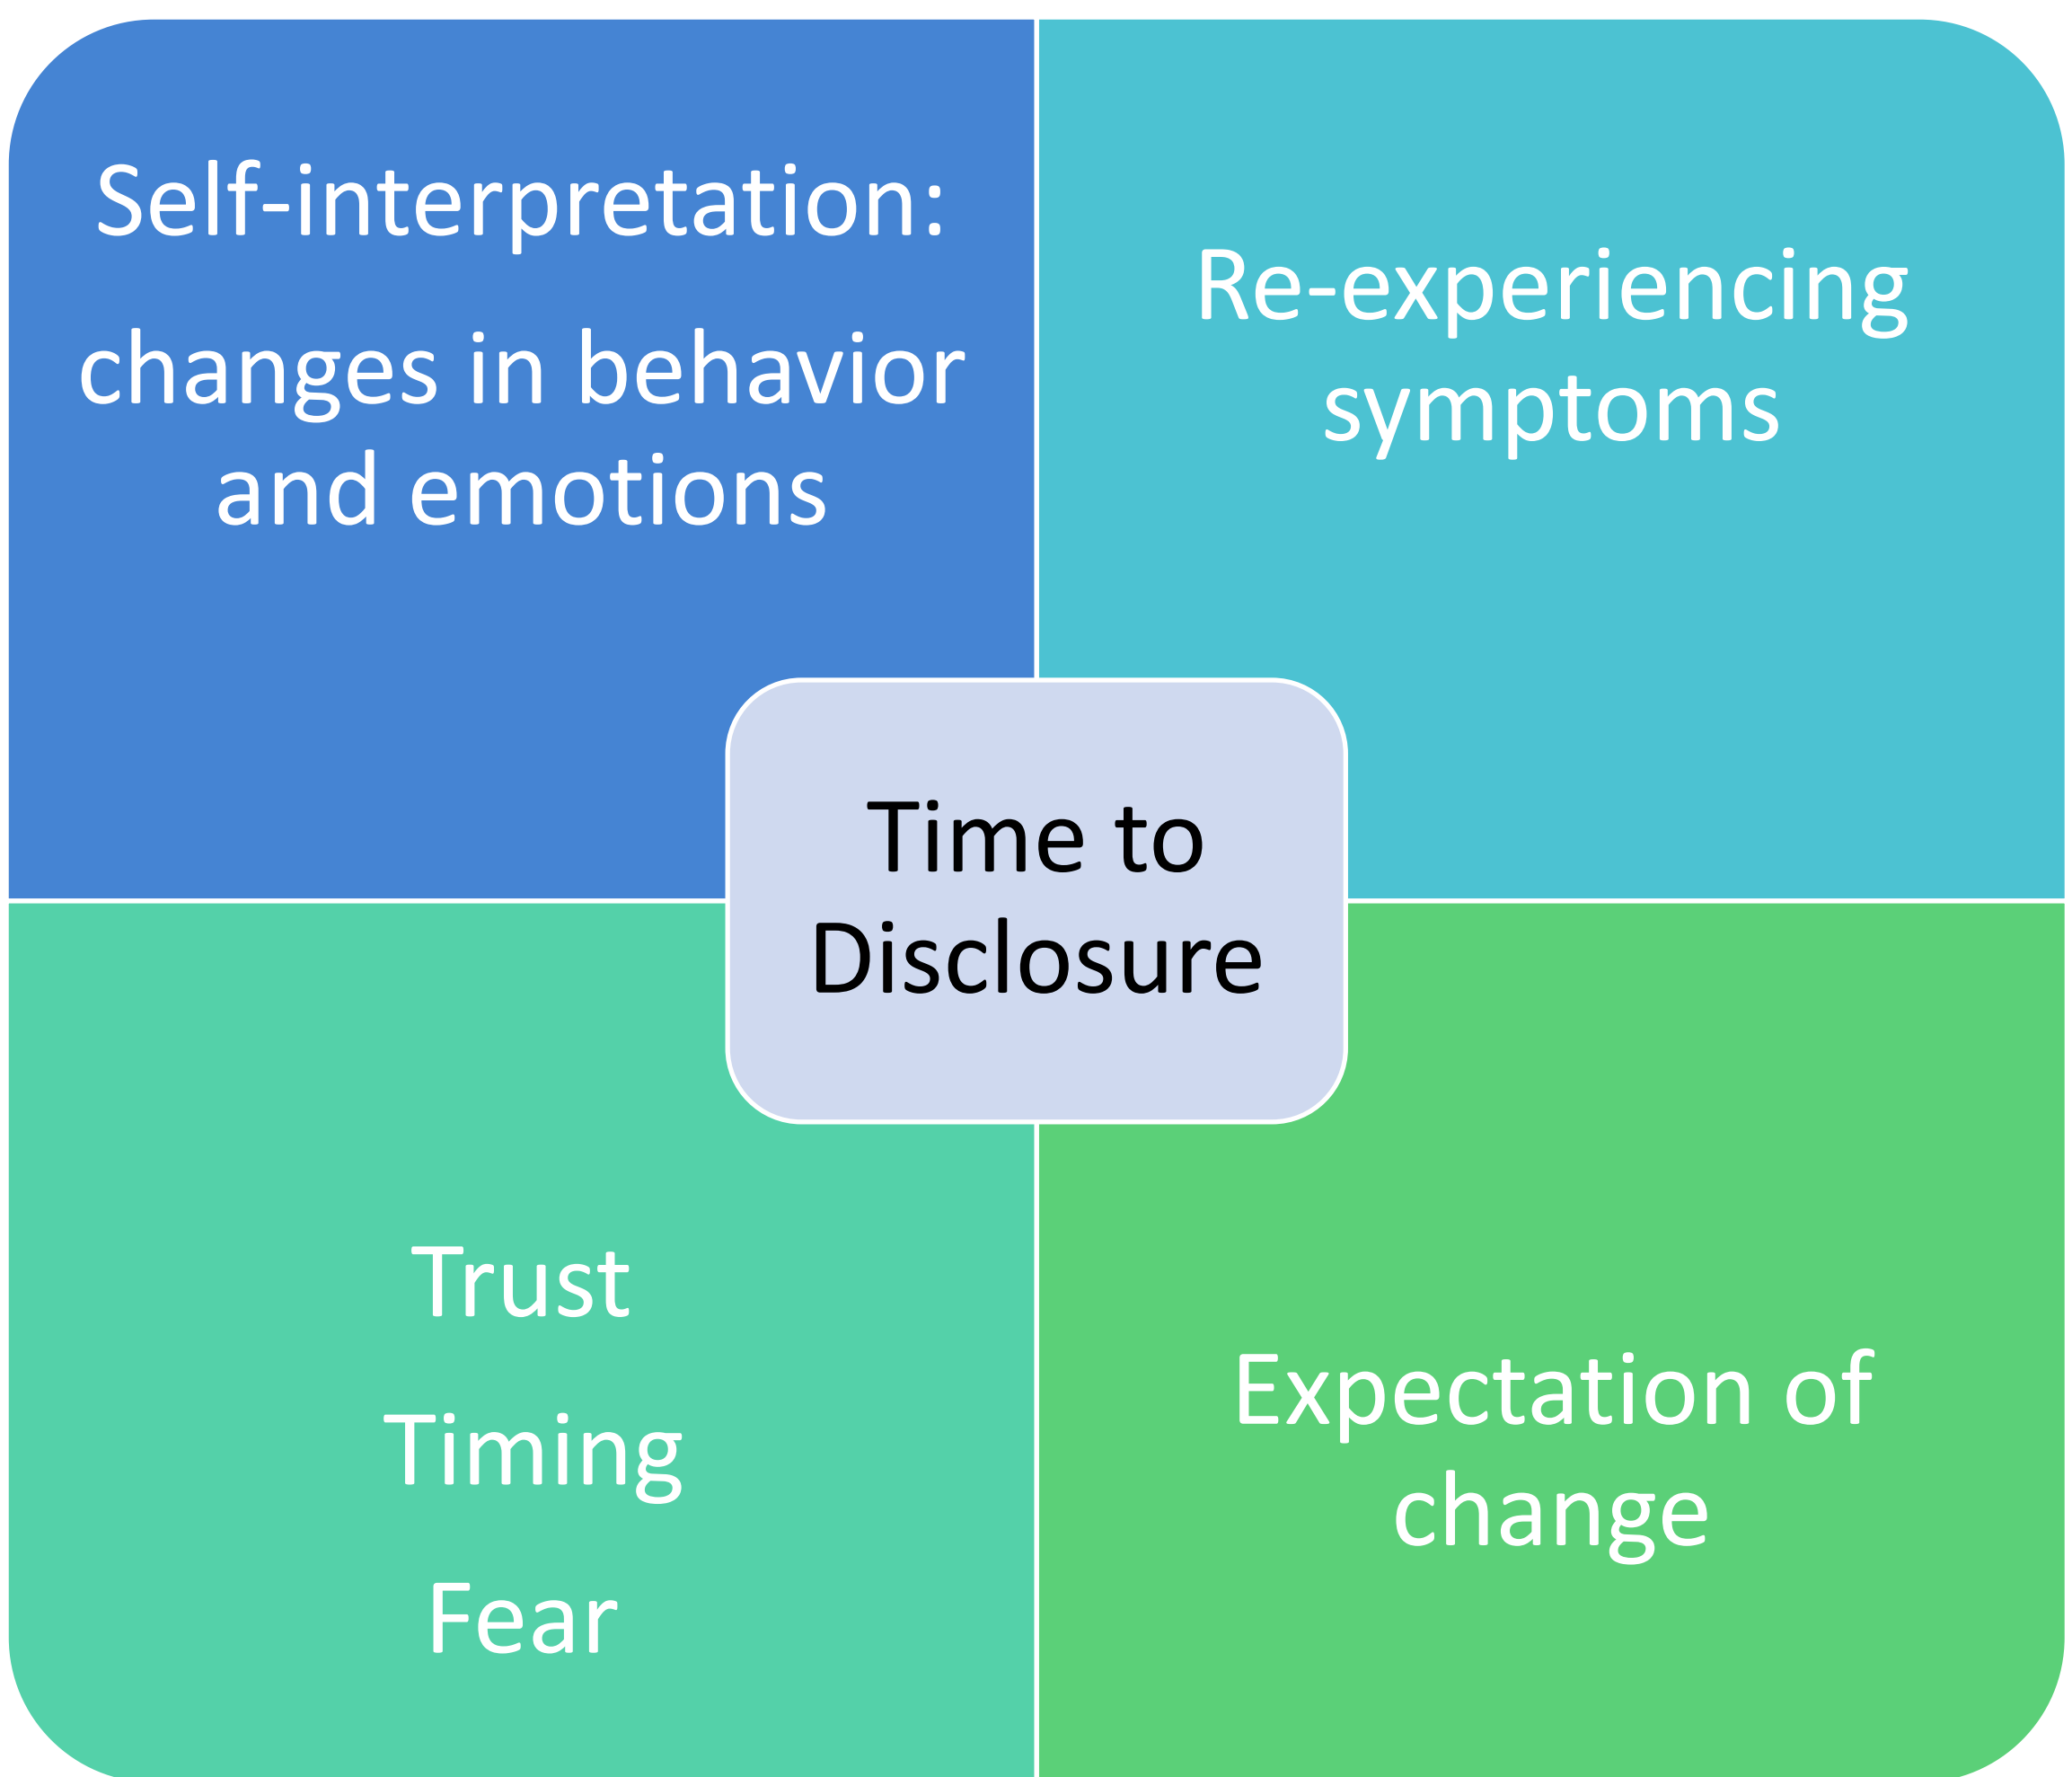 Self-interpretation:
changes in behavior
and emotions
Re-experiencing
symptoms
Time to
Disclosure
Trust
Timing
Fear
Expectation of
change